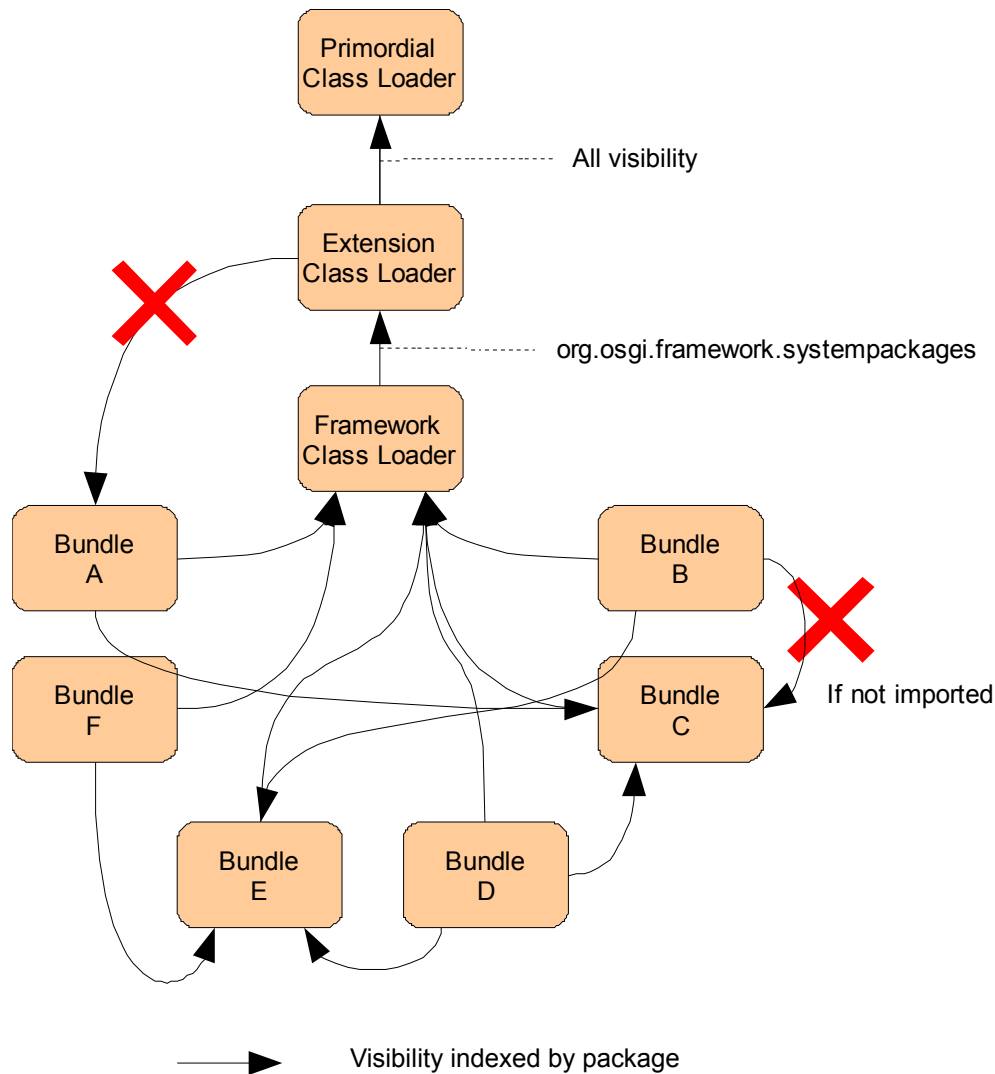 Primordial
Class Loader
All visibility
Extension
Class Loader
org.osgi.framework.systempackages
Framework
Class Loader
Bundle
A
Bundle
B
Bundle
F
Bundle
C
If not imported
Bundle
E
Bundle
D
Visibility indexed by package